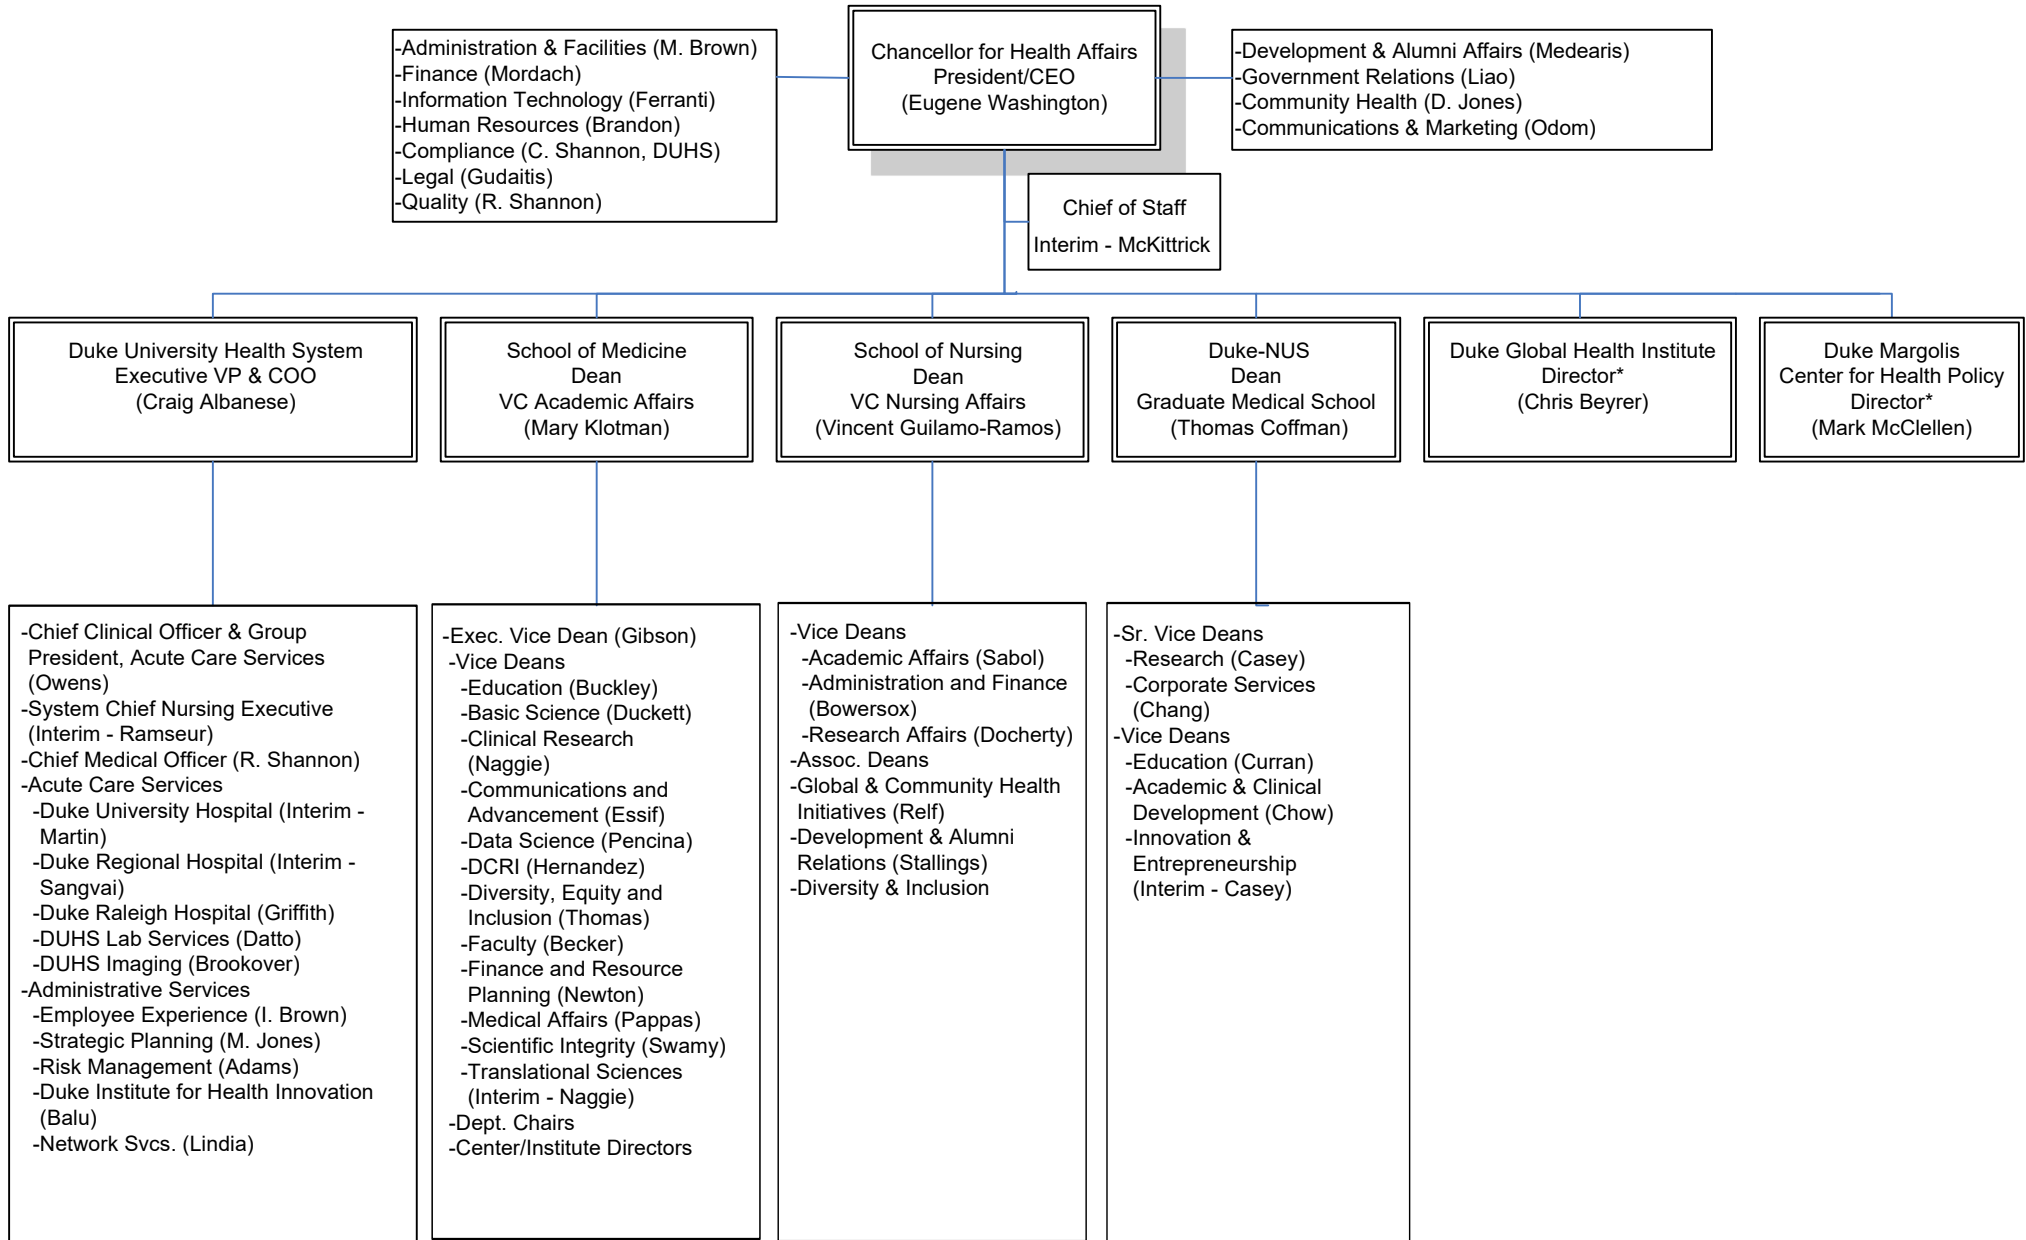 -Administration & Facilities (M. Brown)
-Finance (Mordach)
-Information Technology (Ferranti)
-Human Resources (Brandon)
-Compliance (C. Shannon, DUHS)
-Legal (Gudaitis)
-Quality (R. Shannon)
Chancellor for Health Affairs
President/CEO
(Eugene Washington)
-Development & Alumni Affairs (Medearis)
-Government Relations (Liao)
-Community Health (D. Jones)
-Communications & Marketing (Odom)
Chief of Staff
Interim - McKittrick
Duke University Health System
Executive VP & COO
(Craig Albanese)
School of Medicine
Dean
VC Academic Affairs
(Mary Klotman)
School of Nursing
Dean
VC Nursing Affairs
(Vincent Guilamo-Ramos)
Duke-NUS
Dean
Graduate Medical School
(Thomas Coffman)
Duke Global Health Institute
Director*
(Chris Beyrer)
Duke Margolis
Center for Health Policy
Director*
(Mark McClellen)
-Chief Clinical Officer & Group
President, Acute Care Services
(Owens)
-System Chief Nursing Executive
(Interim - Ramseur)
-Chief Medical Officer (R. Shannon)
-Acute Care Services
-Duke University Hospital (Interim -
Martin)
-Duke Regional Hospital (Interim -
Sangvai)
-Duke Raleigh Hospital (Griffith)
-DUHS Lab Services (Datto)
-DUHS Imaging (Brookover)
-Administrative Services
-Employee Experience (I. Brown)
-Strategic Planning (M. Jones)
-Risk Management (Adams)
-Duke Institute for Health Innovation
(Balu)
-Network Svcs. (Lindia)
-Exec. Vice Dean (Gibson)
-Vice Deans
-Education (Buckley)
-Basic Science (Duckett)
-Clinical Research
(Naggie)
-Communications and
Advancement (Essif)
-Data Science (Pencina)
-DCRI (Hernandez)
-Diversity, Equity and
Inclusion (Thomas)
-Faculty (Becker)
-Finance and Resource
Planning (Newton)
-Medical Affairs (Pappas)
-Scientific Integrity (Swamy)
-Translational Sciences
(Interim - Naggie)
-Dept. Chairs
-Center/Institute Directors
-Vice Deans
-Academic Affairs (Sabol)
-Administration and Finance
(Bowersox)
-Research Affairs (Docherty)
-Assoc. Deans
-Global & Community Health
Initiatives (Relf)
-Development & Alumni
Relations (Stallings)
-Diversity & Inclusion
-Sr. Vice Deans
-Research (Casey)
-Corporate Services
(Chang)
-Vice Deans
-Education (Curran)
-Academic & Clinical
Development (Chow)
-Innovation &
Entrepreneurship
(Interim - Casey)